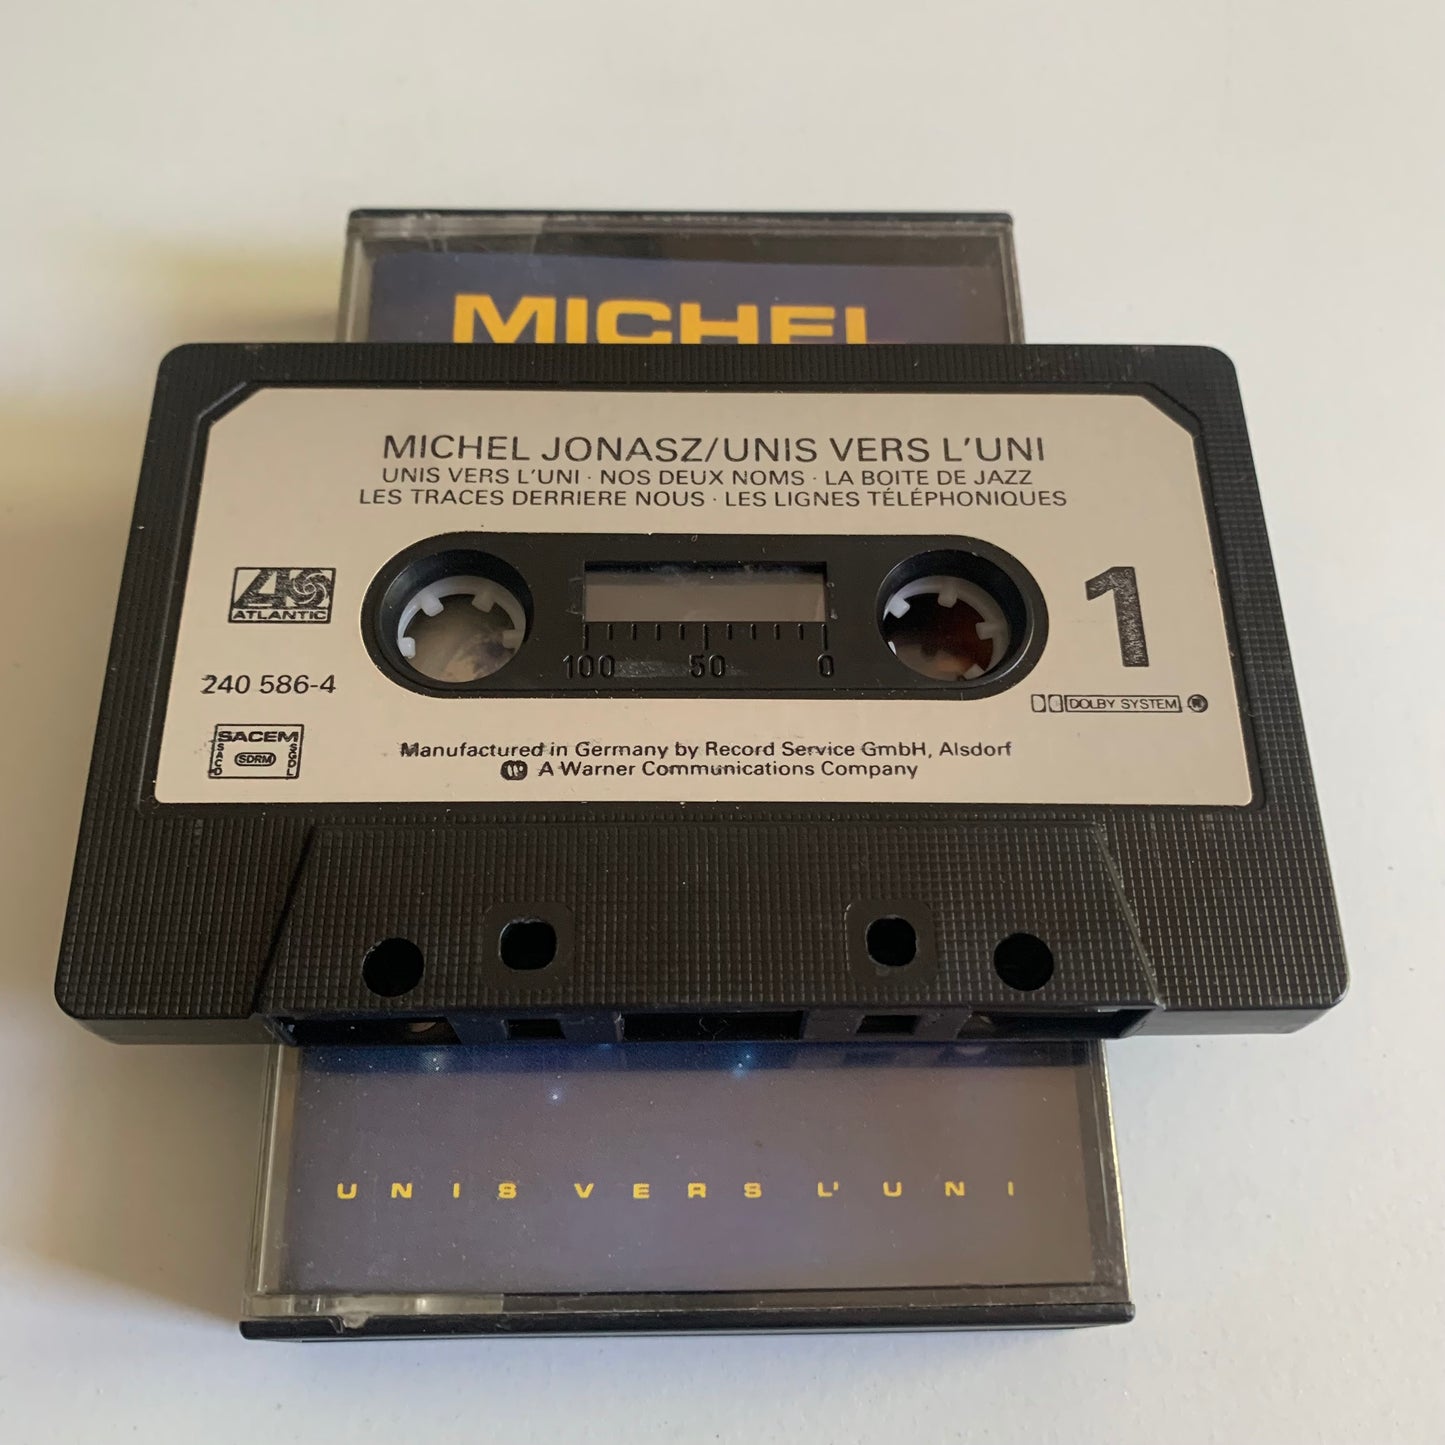 MICHEL
MICHEL JONASZ/UNIS VERS L'UNI
UNIS VERS L'UNI · NOS DEUX NOMS · LA BOITE DE JAZZ
LES TRACES DERRIERE NOUS · LES LIGNES TÉLÉPHONIQUES
ATLANTIC
1
100 50 0
240 586-4
DOLBY SYSTEM
SACEM
SACD SDRM SGDL
Manufactured in Germany by Record Service GmbH, Alsdorf
A Warner Communications Company
UNIS VERS L'UNI